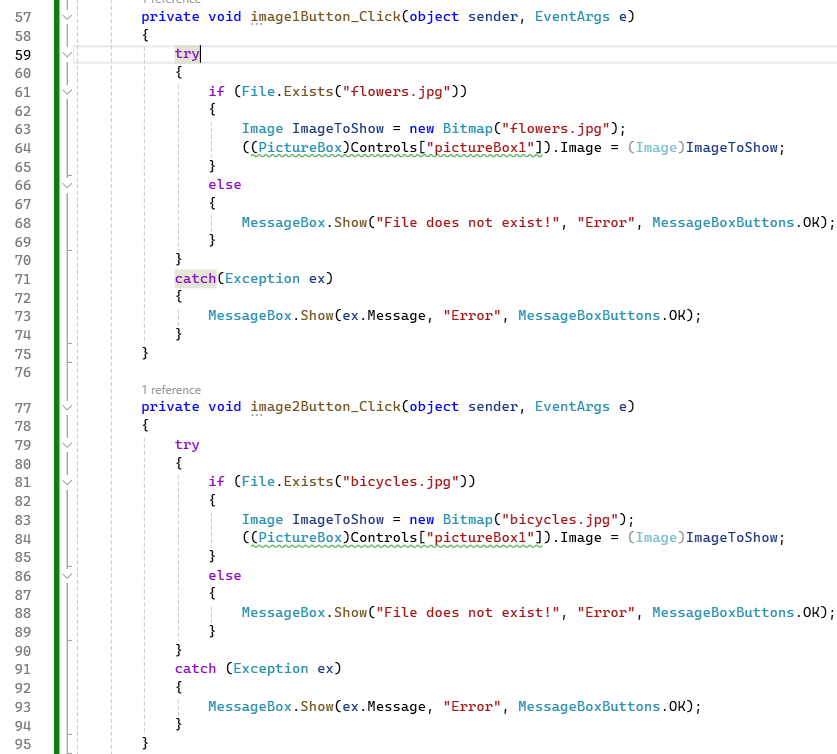 1 reference
57 private void image1Button_Click(object sender, EventArgs e)
58 {
59 try
60 {
61 if (File.Exists("flowers.jpg"))
62 {
63 Image ImageToShow = new Bitmap("flowers.jpg");
64 ((PictureBox)Controls["pictureBox1"]).Image = (Image)ImageToShow;
65 }
66 else
67 {
68 MessageBox.Show("File does not exist!", "Error", MessageBoxButtons.OK);
69 }
70 }
71 catch(Exception ex)
72 {
73 MessageBox.Show(ex.Message, "Error", MessageBoxButtons.OK);
74 }
75 }
76
1 reference
77 private void image2Button_Click(object sender, EventArgs e)
78 {
79 try
80 {
81 if (File.Exists("bicycles.jpg"))
82 {
83 Image ImageToShow = new Bitmap("bicycles.jpg");
84 ((PictureBox)Controls["pictureBox1"]).Image = (Image)ImageToShow;
85 }
86 else
87 {
88 MessageBox.Show("File does not exist!", "Error", MessageBoxButtons.OK);
89 }
90 }
91 catch (Exception ex)
92 {
93 MessageBox.Show(ex.Message, "Error", MessageBoxButtons.OK);
94 }
95 }